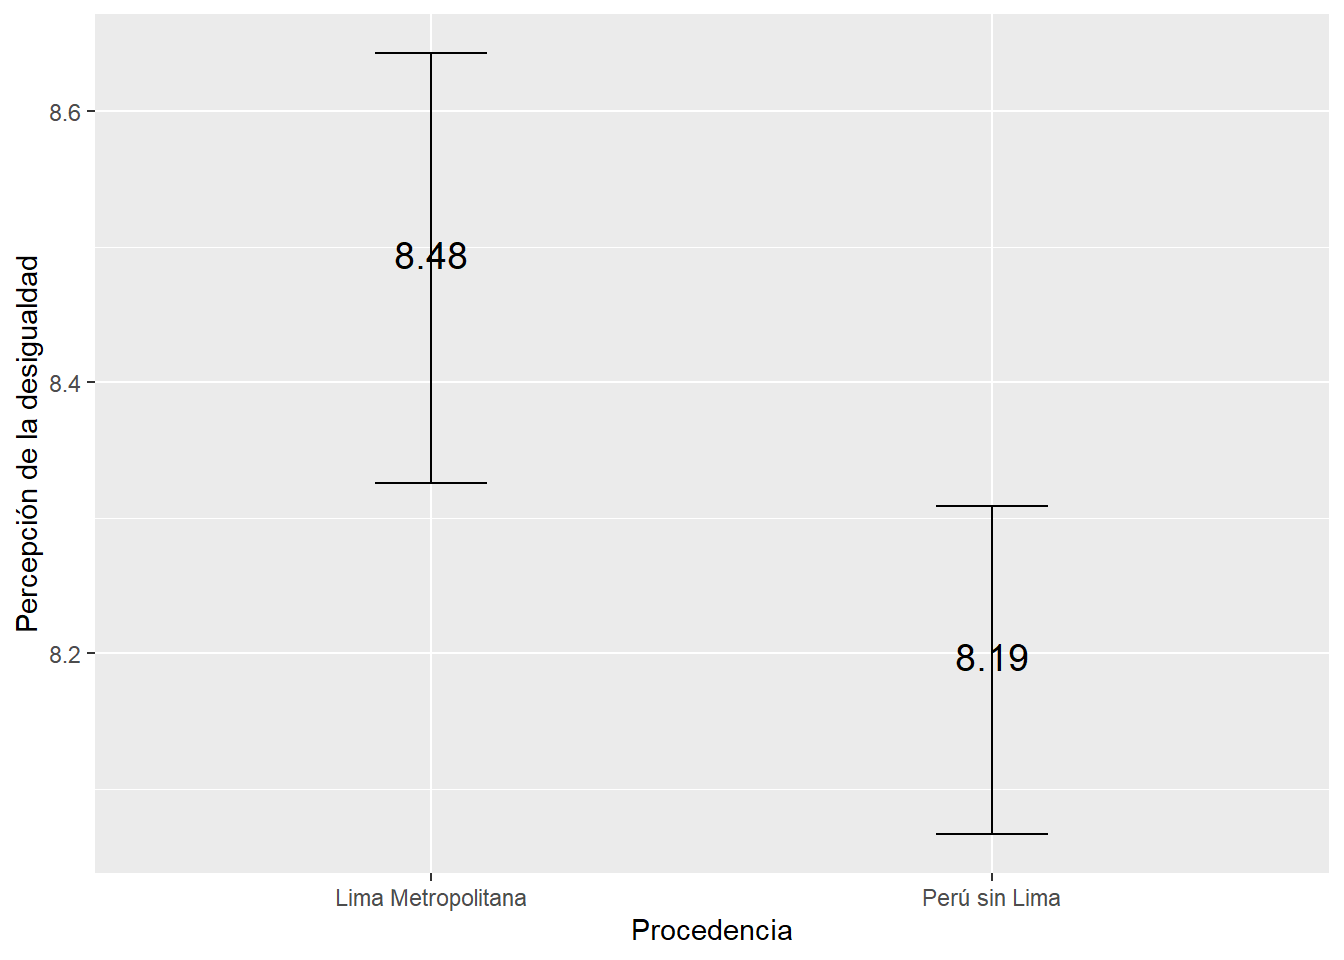 8.6
8.48
8.4
8.2
8.19
Percepción de la desigualdad
Lima Metropolitana
Perú sin Lima
Procedencia